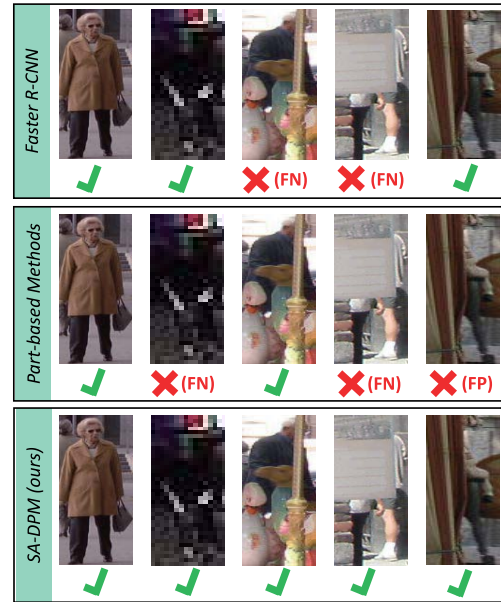 Faster R-CNN
(FN)
(FN)
Part-based Methods
(FN)
(FN)
(FP)
SA-DPM (ours)